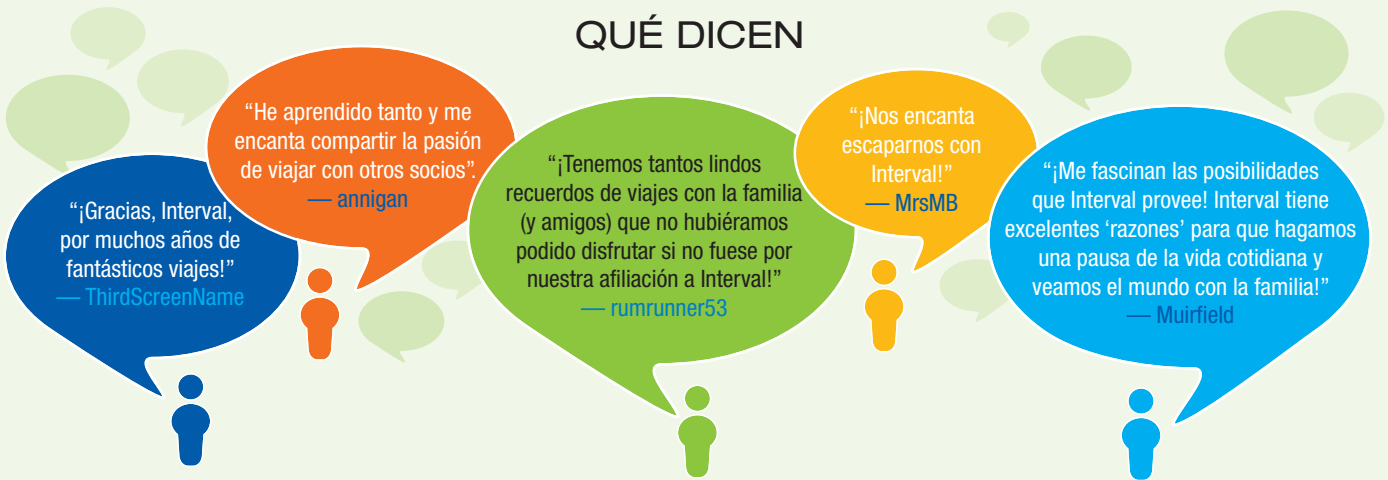 QUÉ DICEN
“¡Gracias, Interval,
por muchos años de
fantásticos viajes!”
— ThirdScreenName
“He aprendido tanto y me
encanta compartir la pasión
de viajar con otros socios”.
— annigan
“¡Tenemos tantos lindos
recuerdos de viajes con la familia
(y amigos) que no hubiéramos
podido disfrutar si no fuese por
nuestra afiliación a Interval!”
— rumrunner53
“¡Nos encanta
escaparnos con
Interval!”
— MrsMB
“¡Me fascinan las posibilidades
que Interval provee! Interval tiene
excelentes ‘razones’ para que hagamos
una pausa de la vida cotidiana y
veamos el mundo con la familia!”
— Muirfield